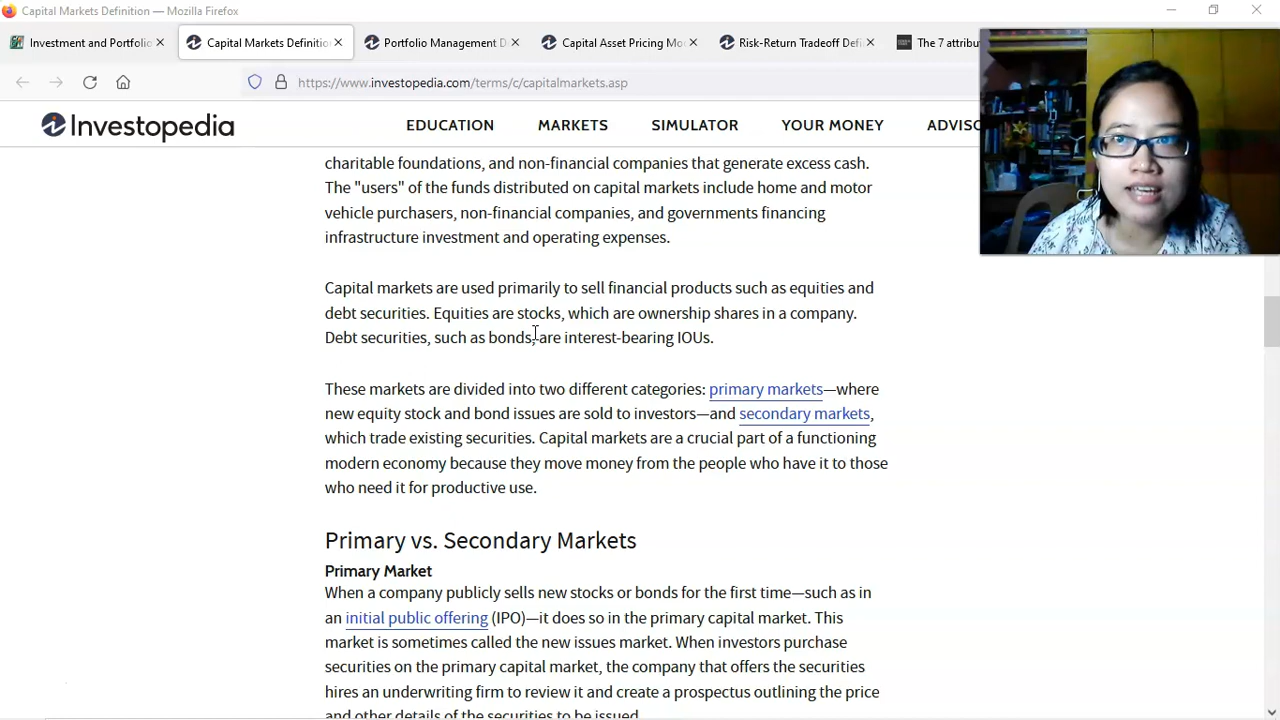 Capital Markets Definition — Mozilla Firefox
Investment and Portfolio
Capital Markets Definitio
Portfolio Management D
Capital Asset Pricing Mo
Risk-Return Tradeoff Defi
The 7 attribu
https://www.investopedia.com/terms/c/capitalmarkets.asp
Investopedia
EDUCATION
MARKETS
SIMULATOR
YOUR MONEY
ADVISO
charitable foundations, and non-financial companies that generate excess cash.
The "users" of the funds distributed on capital markets include home and motor
vehicle purchasers, non-financial companies, and governments financing
infrastructure investment and operating expenses.
Capital markets are used primarily to sell financial products such as equities and
debt securities. Equities are stocks, which are ownership shares in a company.
Debt securities, such as bonds, are interest-bearing IOUs.
These markets are divided into two different categories: primary markets—where
new equity stock and bond issues are sold to investors—and secondary markets,
which trade existing securities. Capital markets are a crucial part of a functioning
modern economy because they move money from the people who have it to those
who need it for productive use.
Primary vs. Secondary Markets
Primary Market
When a company publicly sells new stocks or bonds for the first time—such as in
an initial public offering (IPO)—it does so in the primary capital market. This
market is sometimes called the new issues market. When investors purchase
securities on the primary capital market, the company that offers the securities
hires an underwriting firm to review it and create a prospectus outlining the price
and other details of the securities to be issued.